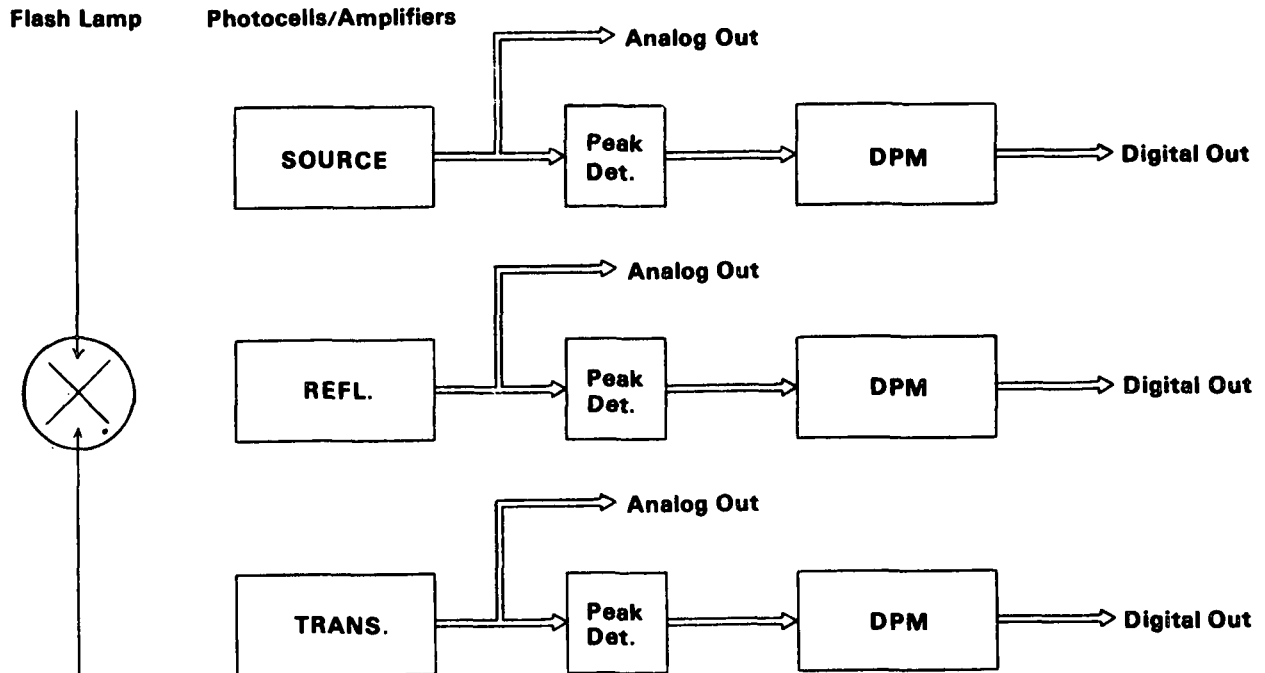 Flash Lamp
Photocells/Amplifiers
Analog Out
SOURCE
Peak
Det.
DPM
Digital Out
Analog Out
REFL.
Peak
Det.
DPM
Digital Out
Analog Out
TRANS.
Peak
Det.
DPM
Digital Out